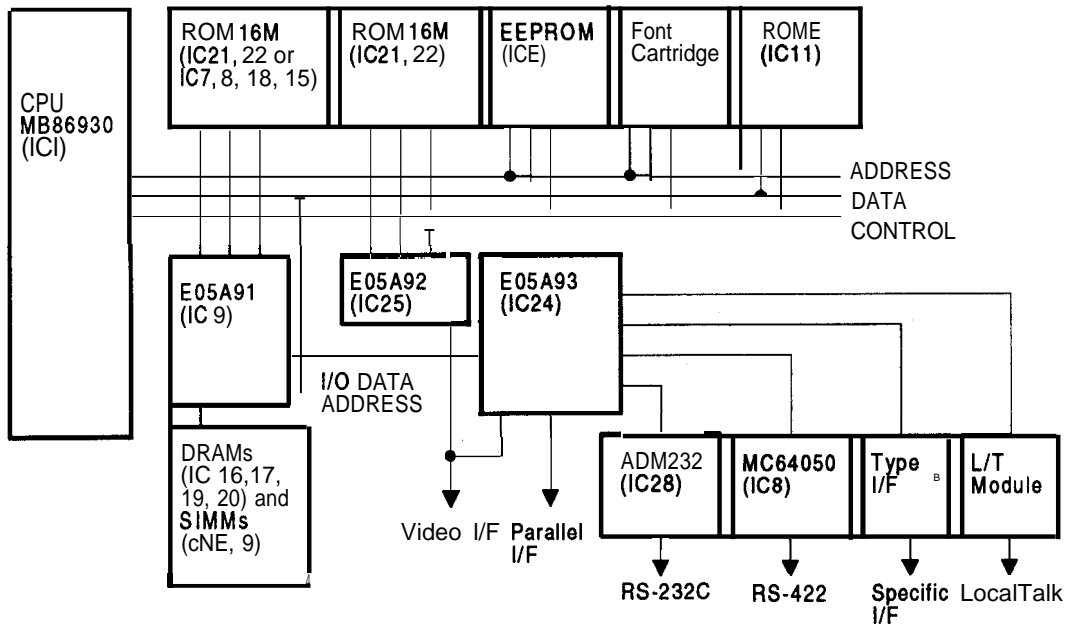 CPU
MB86930
(ICI)
ROM 16M
(IC21, 22 or
IC7, 8, 18, 15)
ROM 16M
(IC21, 22)
EEPROM
(ICE)
Font
Cartridge
ROME
(IC11)
ADDRESS
DATA
CONTROL
E05A91
(IC 9)
E05A92
(IC25)
E05A93
(IC24)
I/O DATA
ADDRESS
DRAMs
(IC 16,17,
19, 20) and
SIMMs
(cNE, 9)
ADM232
(IC28)
MC64050
(IC8)
Type B
I/F
L/T
Module
Video I/F
Parallel
I/F
RS-232C
RS-422
Specific
I/F
LocalTalk